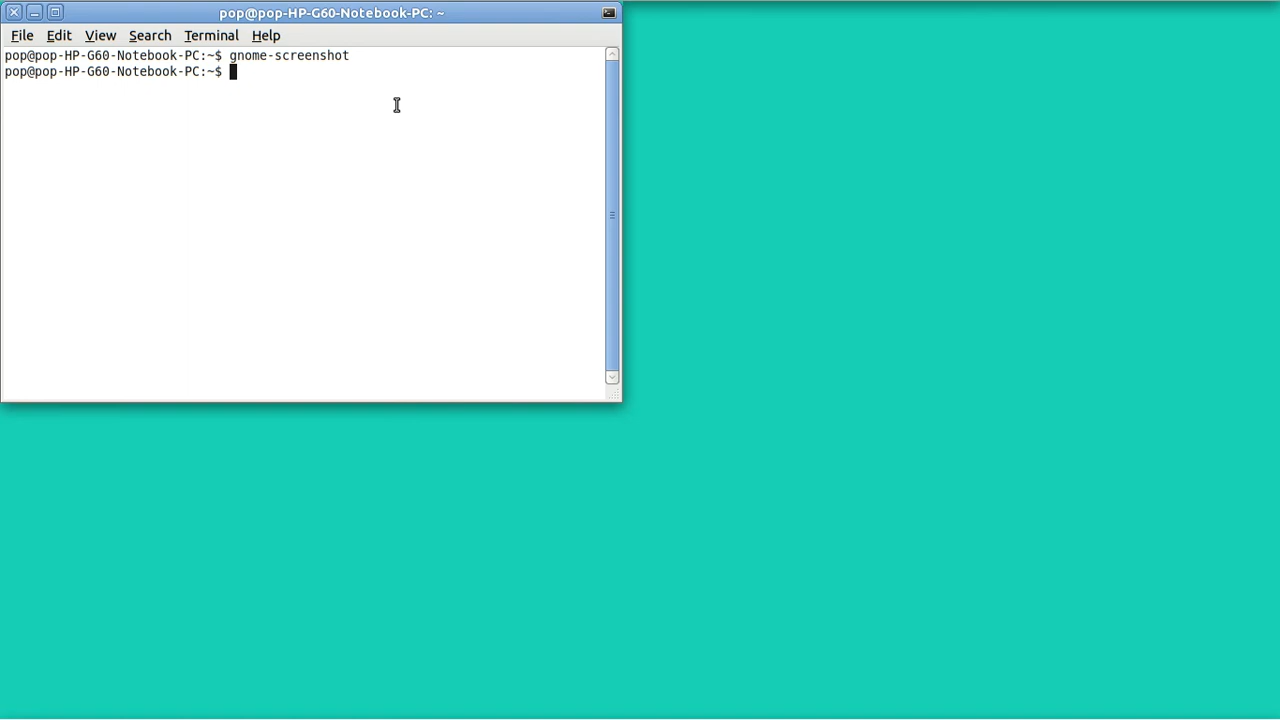 pop@pop-HP-G60-Notebook-PC: ~
File Edit View Search Terminal Help
pop@pop-HP-G60-Notebook-PC:~$ gnome-screenshot
pop@pop-HP-G60-Notebook-PC:~$